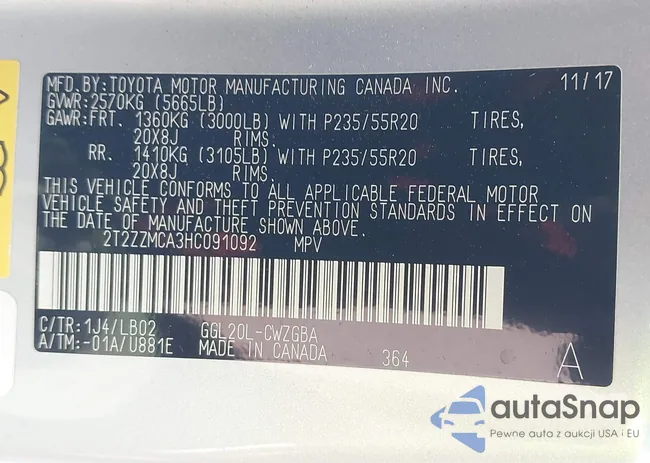 MFD.BY:TOYOTA MOTOR MANUFACTURING CANADA INC. 11/17
GVWR:2570KG (5665LB)
GAWR:FRT. 1360KG (3000LB) WITH P235/55R20 TIRES,
20X8J RIMS.
RR. 1410KG (3105LB) WITH P235/55R20 TIRES,
20X8J RIMS.
THIS VEHICLE CONFORMS TO ALL APPLICABLE FEDERAL MOTOR
VEHICLE SAFETY AND THEFT PREVENTION STANDARDS IN EFFECT ON
THE DATE OF MANUFACTURE SHOWN ABOVE.
2T2ZZMCA3HC091092 MPV
C/TR:1J4/LB02 GGL20L-CWZGBA
A/TM:-01A/U881E MADE IN CANADA 364 A
autaSnap
Pewne auta z aukcji USA i EU